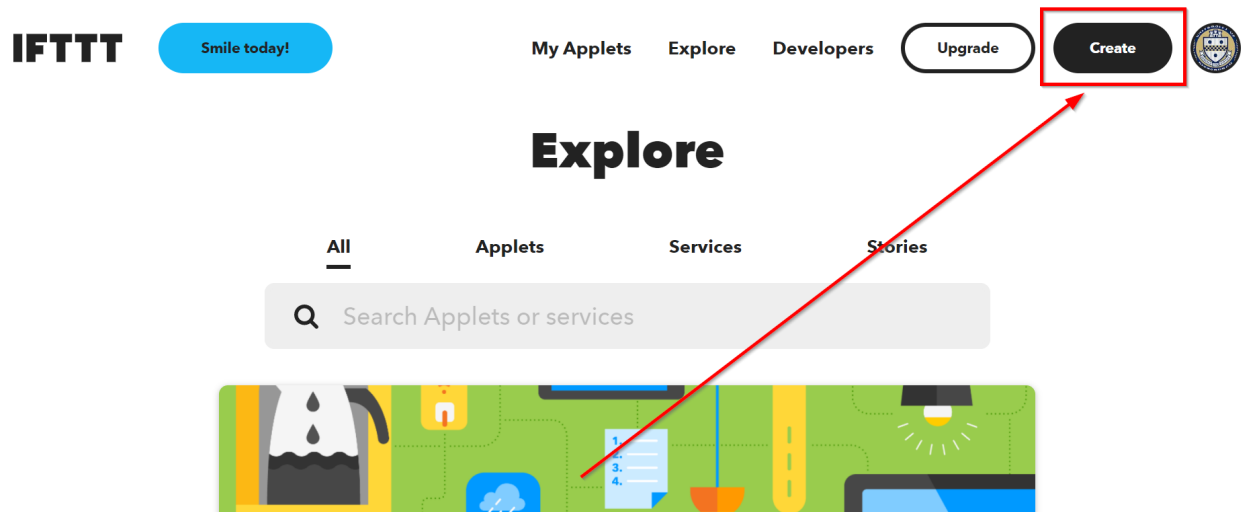 IFTTT Smile today! My Applets Explore Developers Upgrade Create
Explore
All Applets Services Stories
Search Applets or services
1.
2.
3.
4.